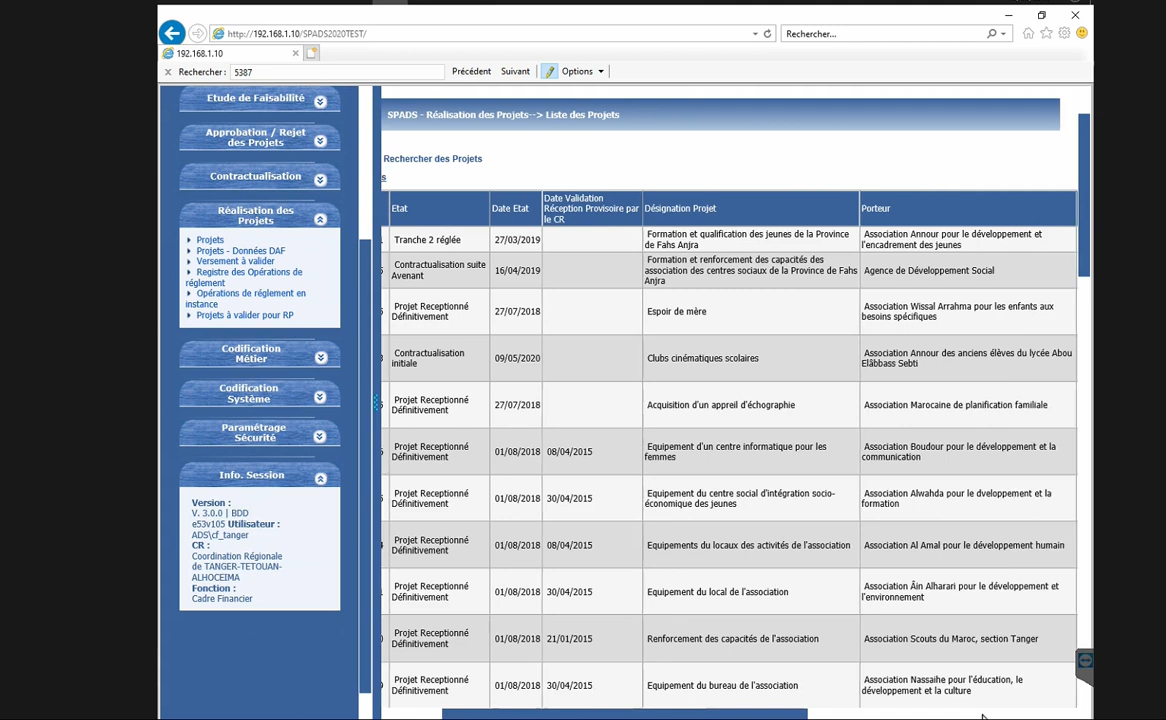 http://192.168.1.10/SPADS2020TEST/
Rechercher...
192.168.1.10
Rechercher : 5387 Précédent Suivant Options
Etude de Faisabilité
Approbation / Rejet
des Projets
Contractualisation
Réalisation des
Projets
Projets
Projets - Données DAF
Versement à valider
Registre des Opérations de
réglement
Opérations de réglement en
instance
Projets à valider pour RP
Codification
Métier
Codification
Système
Paramétrage
Sécurité
Info. Session
Version :
V. 3.0.0 | BDD
e53v105 Utilisateur :
ADS\cf_tanger
CR :
Coordination Régionale
de TANGER-TETOUAN-
ALHOCEIMA
Fonction :
Cadre Financier
SPADS - Réalisation des Projets--> Liste des Projets
Rechercher des Projets
s
Etat
Date Etat
Date Validation
Réception Provisoire par
le CR
Désignation Projet
Porteur
Tranche 2 réglée
27/03/2019
Formation et qualification des jeunes de la Province
de Fahs Anjra
Association Annour pour le développement et
l'encadrement des jeunes
Contractualisation suite
Avenant
16/04/2019
Formation et renforcement des capacités des
association des centres sociaux de la Province de Fahs
Anjra
Agence de Développement Social
Projet Receptionné
Définitivement
27/07/2018
Espoir de mère
Association Wissal Arrahma pour les enfants aux
besoins spécifiques
Contractualisation
initiale
09/05/2020
Clubs cinématiques scolaires
Association Annour des anciens élèves du lycée Abou
Elâbbass Sebti
Projet Receptionné
Définitivement
27/07/2018
Acquisition d'un appreil d'échographie
Association Marocaine de planification familiale
Projet Receptionné
Définitivement
01/08/2018
08/04/2015
Equipement d'un centre informatique pour les
femmes
Association Boudour pour le développement et la
communication
Projet Receptionné
Définitivement
01/08/2018
30/04/2015
Equipement du centre social d'intégration socio-
économique des jeunes
Association Alwahda pour le dveloppement et la
formation
Projet Receptionné
Définitivement
01/08/2018
08/04/2015
Equipements du locaux des activités de l'association
Association Al Amal pour le développement humain
Projet Receptionné
Définitivement
01/08/2018
30/04/2015
Equipement du local de l'association
Association Âin Alharari pour le développement et
l'environnement
Projet Receptionné
Définitivement
01/08/2018
21/01/2015
Renforcement des capacités de l'association
Association Scouts du Maroc, section Tanger
Projet Receptionné
Définitivement
01/08/2018
30/04/2015
Equipement du bureau de l'association
Association Nassaihe pour l'éducation, le
développement et la culture